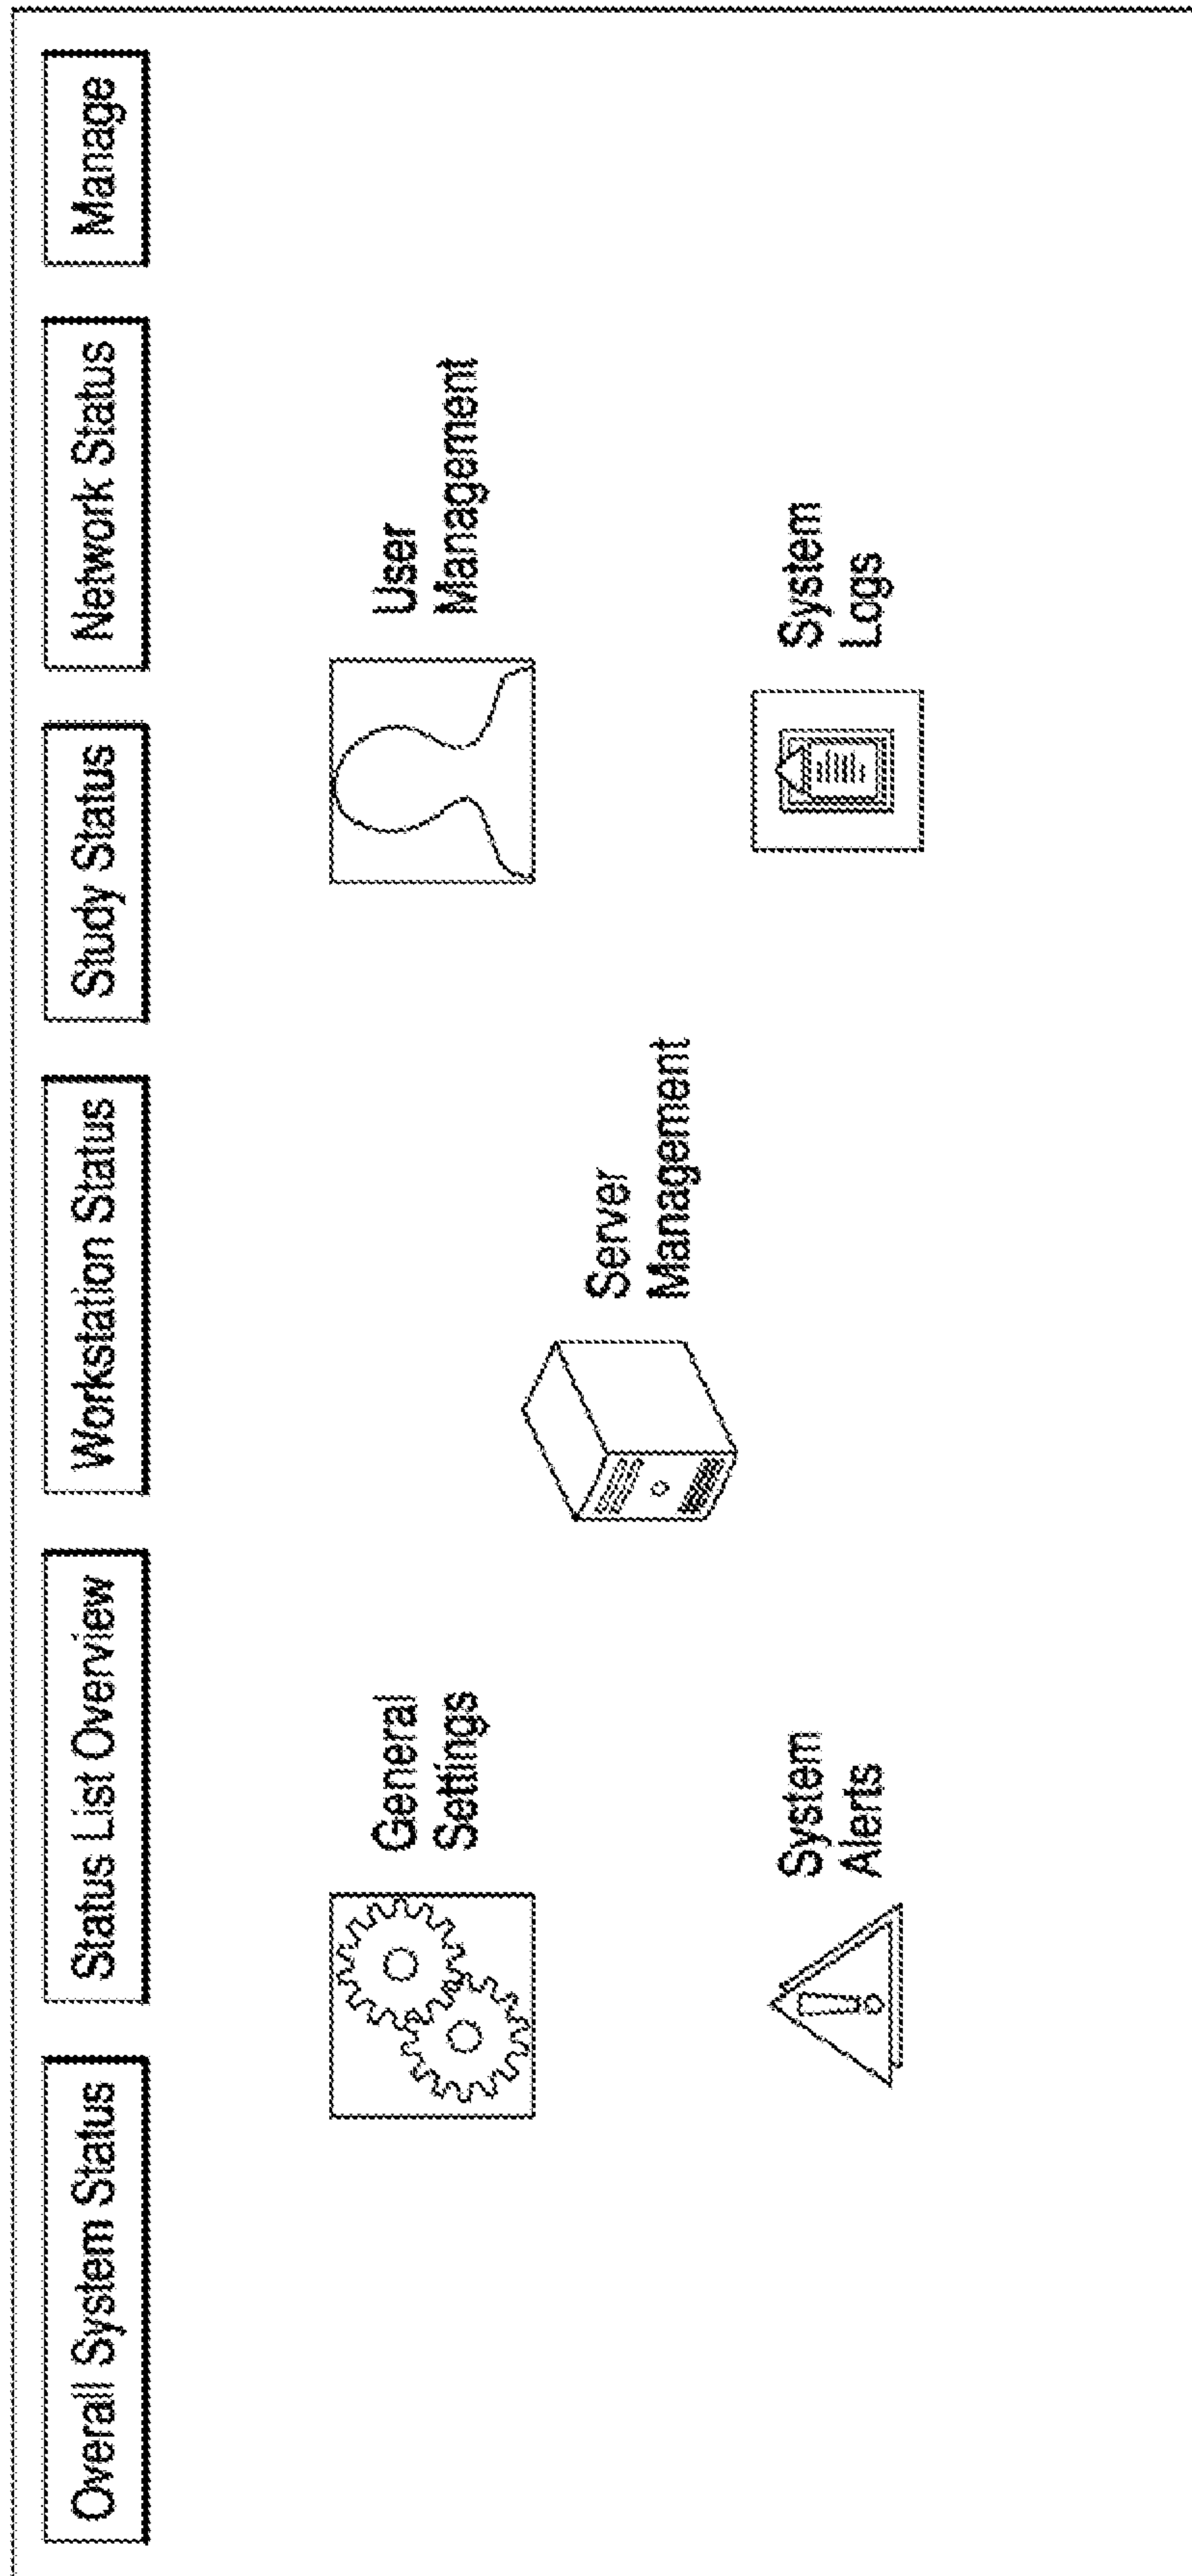 Overall System Status
Status List Overview
Workstation Status
Study Status
Network Status
Manage
General
Settings
User
Management
Server
Management
System
Alerts
System
Logs